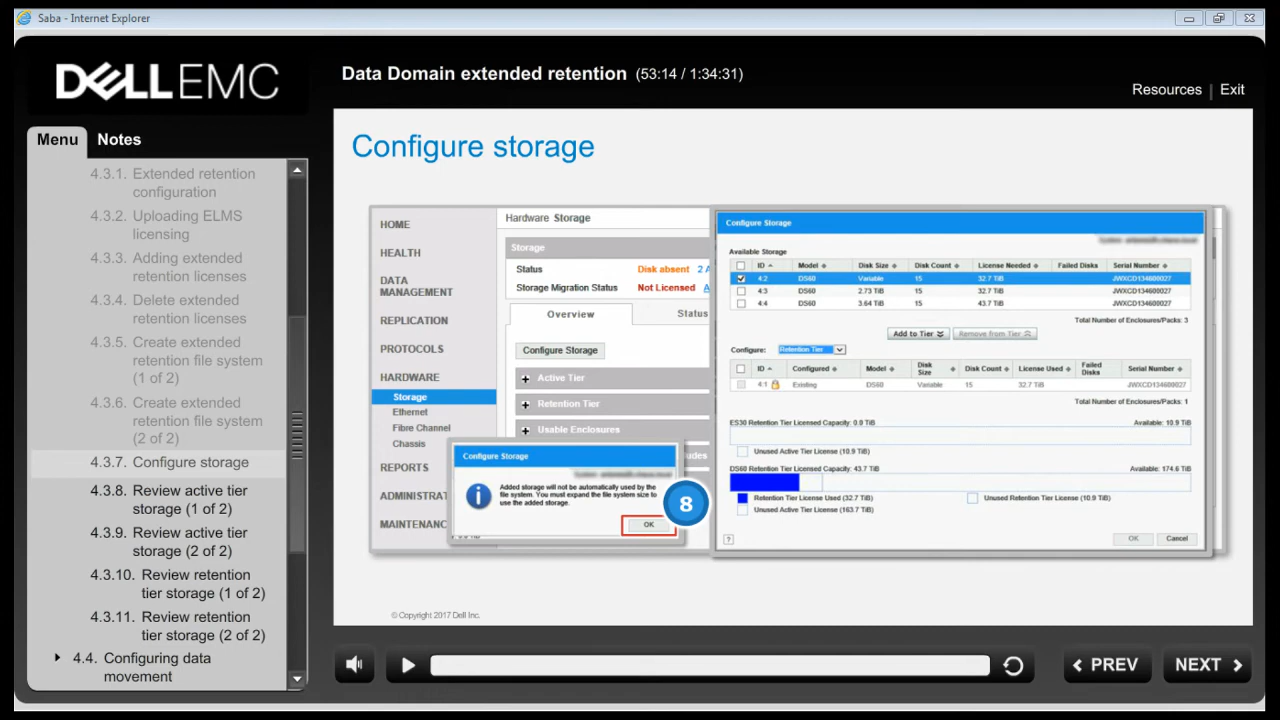 Saba - Internet Explorer
DELLEMC
Data Domain extended retention (53:14 / 1:34:31)
Resources | Exit
Menu Notes
4.3.1. Extended retention
configuration
4.3.2. Uploading ELMS
licensing
4.3.3. Adding extended
retention licenses
4.3.4. Delete extended
retention licenses
4.3.5. Create extended
retention file system
(1 of 2)
4.3.6. Create extended
retention file system
(2 of 2)
4.3.7. Configure storage
4.3.8. Review active tier
storage (1 of 2)
4.3.9. Review active tier
storage (2 of 2)
4.3.10. Review retention
tier storage (1 of 2)
4.3.11. Review retention
tier storage (2 of 2)
4.4. Configuring data
movement
Configure storage
HOME
HEALTH
DATA
MANAGEMENT
REPLICATION
PROTOCOLS
HARDWARE
Storage
Ethernet
Fibre Channel
Chassis
REPORTS
ADMINISTRAT
MAINTENANC
Hardware Storage
Storage
Status Disk absent 2 A
Storage Migration Status Not Licensed A
Overview Status
Configure Storage
Active Tier
Retention Tier
Usable Enclosures
Configure Storage
Added storage will not be automatically used by the
file system. You must expand the file system size to
use the added storage.
OK
8
Configure Storage
Available Storage
ID Model Disk Size Disk Count License Needed Failed Disks Serial Number
4:2 DS60 Variable 15 32.7 TiB JWXCD134600027
4:3 DS60 2.73 TiB 15 32.7 TiB JWXCD134600027
4:4 DS60 3.64 TiB 15 43.7 TiB JWXCD134600027
Total Number of Enclosures/Packs: 3
Add to Tier Remove from Tier
Configure: Retention Tier
ID Configured Model Disk Size Disk Count License Used Failed Disks Serial Number
4:1 Existing DS60 Variable 15 32.7 TiB JWXCD134600027
Total Number of Enclosures/Packs: 1
ES30 Retention Tier Licensed Capacity: 0.0 TiB Available: 10.9 TiB
Unused Active Tier License (10.9 TiB)
DS60 Retention Tier Licensed Capacity: 43.7 TiB Available: 174.6 TiB
Retention Tier License Used (32.7 TiB) Unused Retention Tier License (10.9 TiB)
Unused Active Tier License (163.7 TiB)
? OK Cancel
© Copyright 2017 Dell Inc.
PREV NEXT